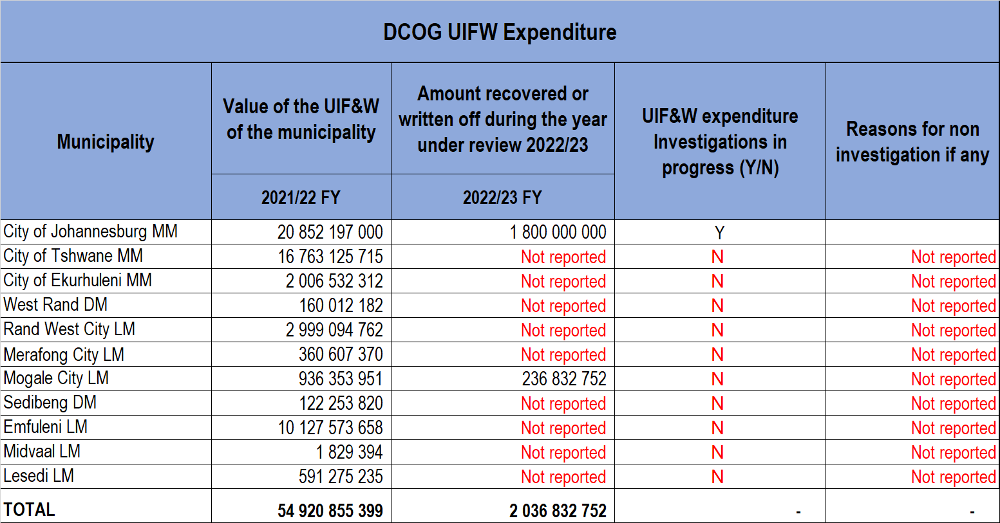 DCOG UIFW Expenditure
Municipality
Value of the UIF&W
of the municipality
Amount recovered or
written off during the year
under review 2022/23
UIF&W expenditure
Investigations in
progress (Y/N)
Reasons for non
investigation if any
2021/22 FY
2022/23 FY
City of Johannesburg MM 20 852 197 000 1 800 000 000 Y
City of Tshwane MM 16 763 125 715 Not reported N Not reported
City of Ekurhuleni MM 2 006 532 312 Not reported N Not reported
West Rand DM 160 012 182 Not reported N Not reported
Rand West City LM 2 999 094 762 Not reported N Not reported
Merafong City LM 360 607 370 Not reported N Not reported
Mogale City LM 936 353 951 236 832 752 N Not reported
Sedibeng DM 122 253 820 Not reported N Not reported
Emfuleni LM 10 127 573 658 Not reported N Not reported
Midvaal LM 1 829 394 Not reported N Not reported
Lesedi LM 591 275 235 Not reported N Not reported
TOTAL 54 920 855 399 2 036 832 752 - -